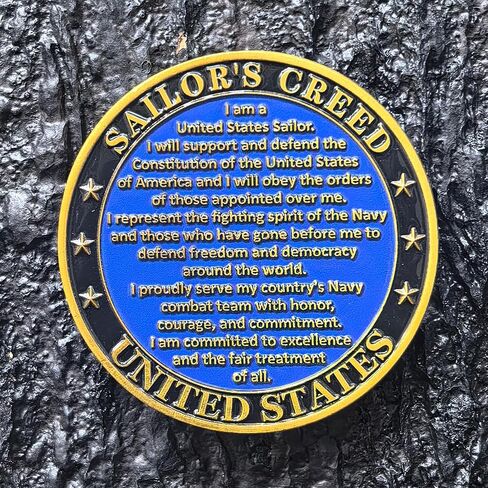 SAILOR'S CREED
I am a
United States Sailor.
I will support and defend the
Constitution of the United States
of America and I will obey the orders
of those appointed over me.
I represent the fighting spirit of the Navy
and those who have gone before me to
defend freedom and democracy
around the world.
I proudly serve my country's Navy
combat team with honor,
courage, and commitment.
I am committed to excellence
and the fair treatment
of all.
UNITED STATES